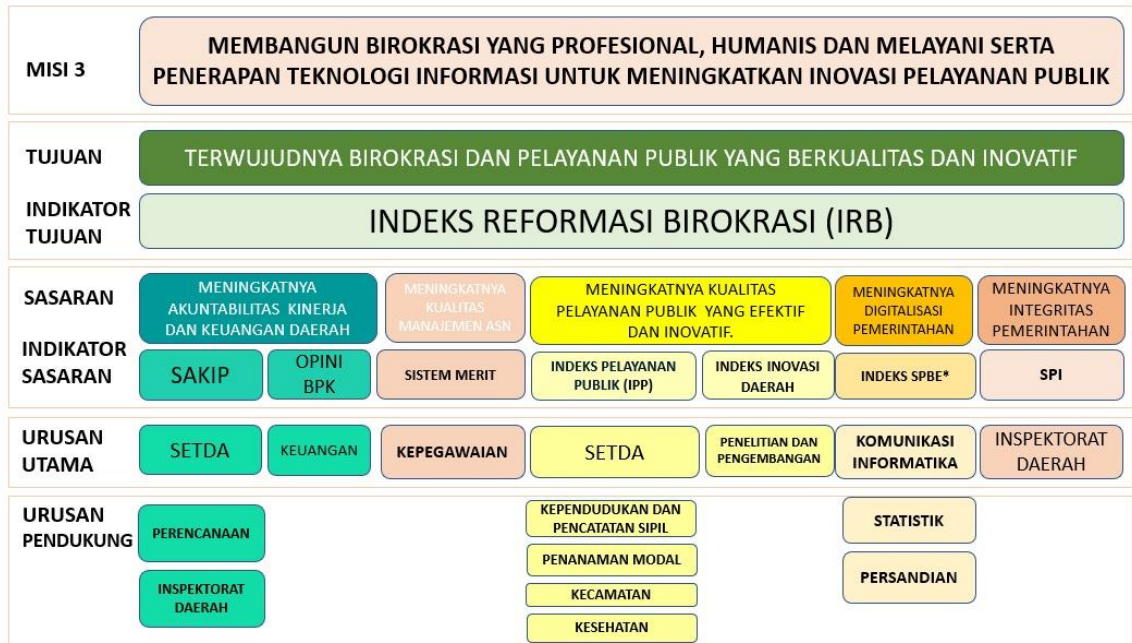 MISI 3
MEMBANGUN BIROKRASI YANG PROFESIONAL, HUMANIS DAN MELAYANI SERTA
PENERAPAN TEKNOLOGI INFORMASI UNTUK MENINGKATKAN INOVASI PELAYANAN PUBLIK
TUJUAN
TERWUJUDNYA BIROKRASI DAN PELAYANAN PUBLIK YANG BERKUALITAS DAN INOVATIF
INDIKATOR
TUJUAN
INDEKS REFORMASI BIROKRASI (IRB)
SASARAN
MENINGKATNYA
AKUNTABILITAS KINERJA
DAN KEUANGAN DAERAH
MENINGKATNYA
KUALITAS
MANAJEMEN ASN
MENINGKATNYA KUALITAS
PELAYANAN PUBLIK YANG EFEKTIF
DAN INOVATIF.
MENINGKATNYA
DIGITALISASI
PEMERINTAHAN
MENINGKATNYA
INTEGRITAS
PEMERINTAHAN
INDIKATOR
SASARAN
SAKIP
OPINI
BPK
SISTEM MERIT
INDEKS PELAYANAN
PUBLIK (IPP)
INDEKS INOVASI
DAERAH
INDEKS SPBE*
SPI
URUSAN
UTAMA
SETDA
KEUANGAN
KEPEGAWAIAN
SETDA
PENELITIAN DAN
PENGEMBANGAN
KOMUNIKASI
INFORMATIKA
INSPEKTORAT
DAERAH
URUSAN
PENDUKUNG
PERENCANAAN
INSPEKTORAT
DAERAH
KEPENDUDUKAN DAN
PENCATATAN SIPIL
PENANAMAN MODAL
KECAMATAN
KESEHATAN
STATISTIK
PERSANDIAN